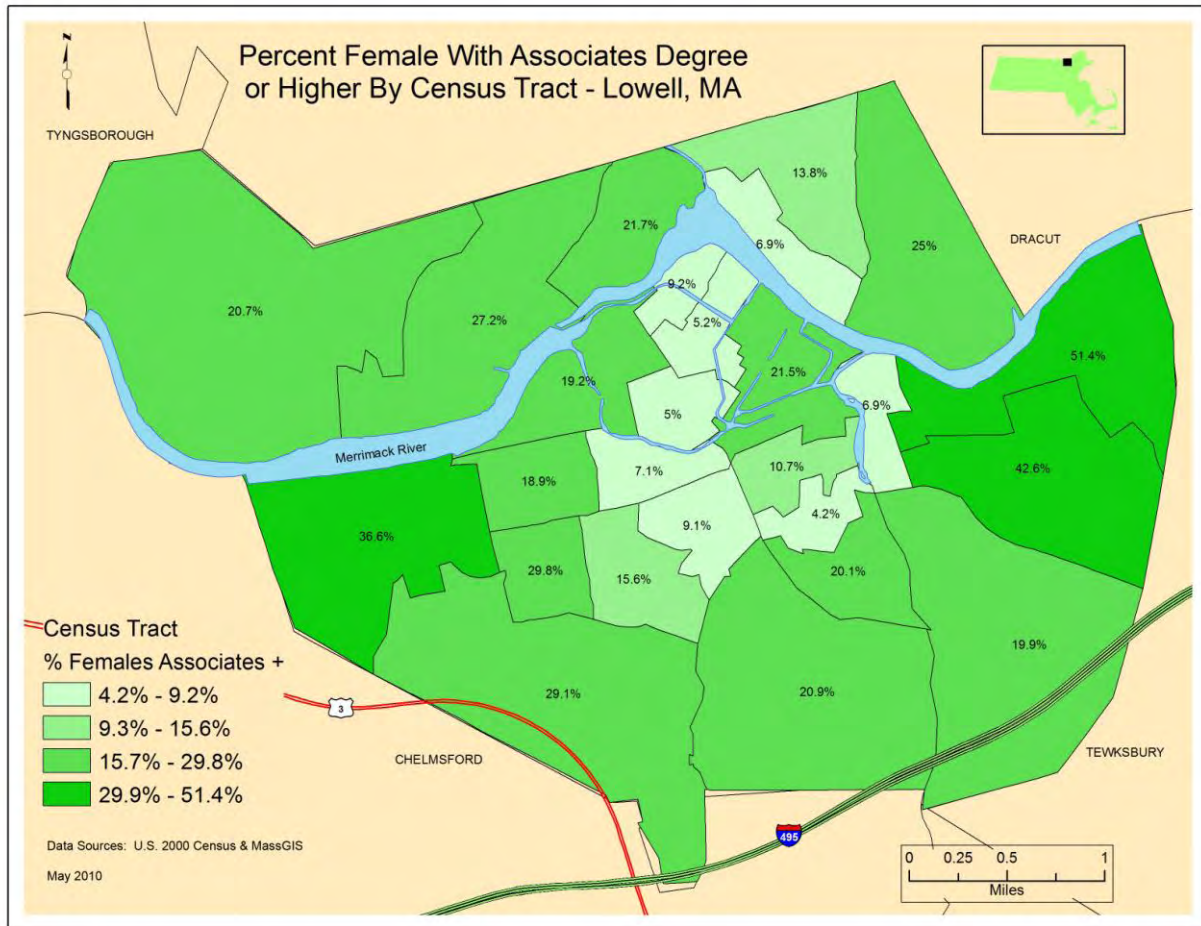 Percent Female With Associates Degree
or Higher By Census Tract - Lowell, MA
N
TYNGSBOROUGH
13.8%
21.7%
6.9%
25%
DRACUT
9.2%
20.7%
27.2%
5.2%
51.4%
21.5%
19.2%
6.9%
5%
42.6%
Merrimack River
7.1%
10.7%
18.9%
4.2%
9.1%
36.6%
29.8%
15.6%
20.1%
19.9%
29.1%
20.9%
Census Tract
% Females Associates +
4.2% - 9.2%
9.3% - 15.6%
15.7% - 29.8%
29.9% - 51.4%
3
CHELMSFORD
TEWKSBURY
495
Data Sources: U.S. 2000 Census & MassGIS
May 2010
0 0.25 0.5 1
Miles